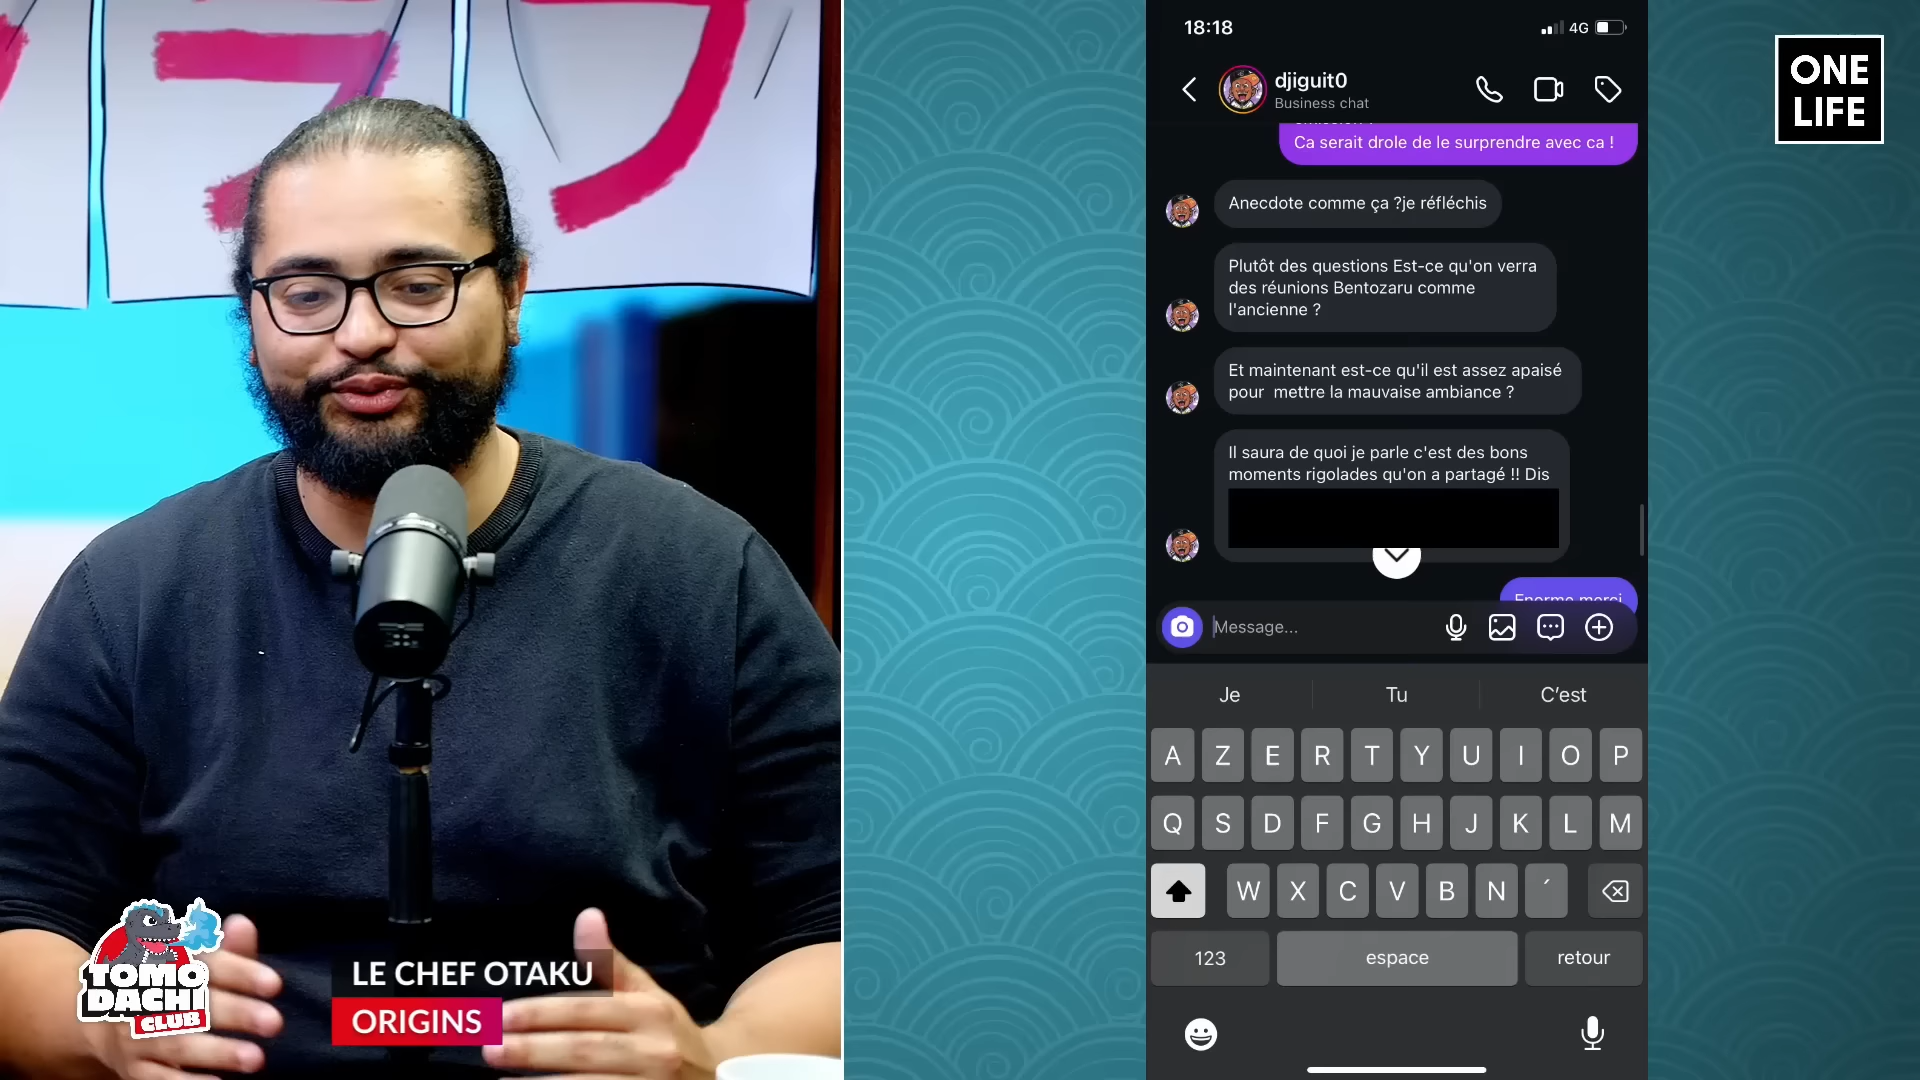 ラフ
TOMO
DACHI
CLUB
LE CHEF OTAKU
ORIGINS
18:18
4G
djiguit0
Business chat
Ca serait drole de le surprendre avec ca !
Anecdote comme ça ?je réfléchis
Plutôt des questions Est-ce qu'on verra
des réunions Bentozaru comme
l'ancienne ?
Et maintenant est-ce qu'il est assez apaisé
pour  mettre la mauvaise ambiance ?
Il saura de quoi je parle c'est des bons
moments rigolades qu'on a partagé !! Dis
Enorme merci
Message...
Je Tu C'est
A Z E R T Y U I O P
Q S D F G H J K L M
W X C V B N ´
123 espace retour
ONE
LIFE